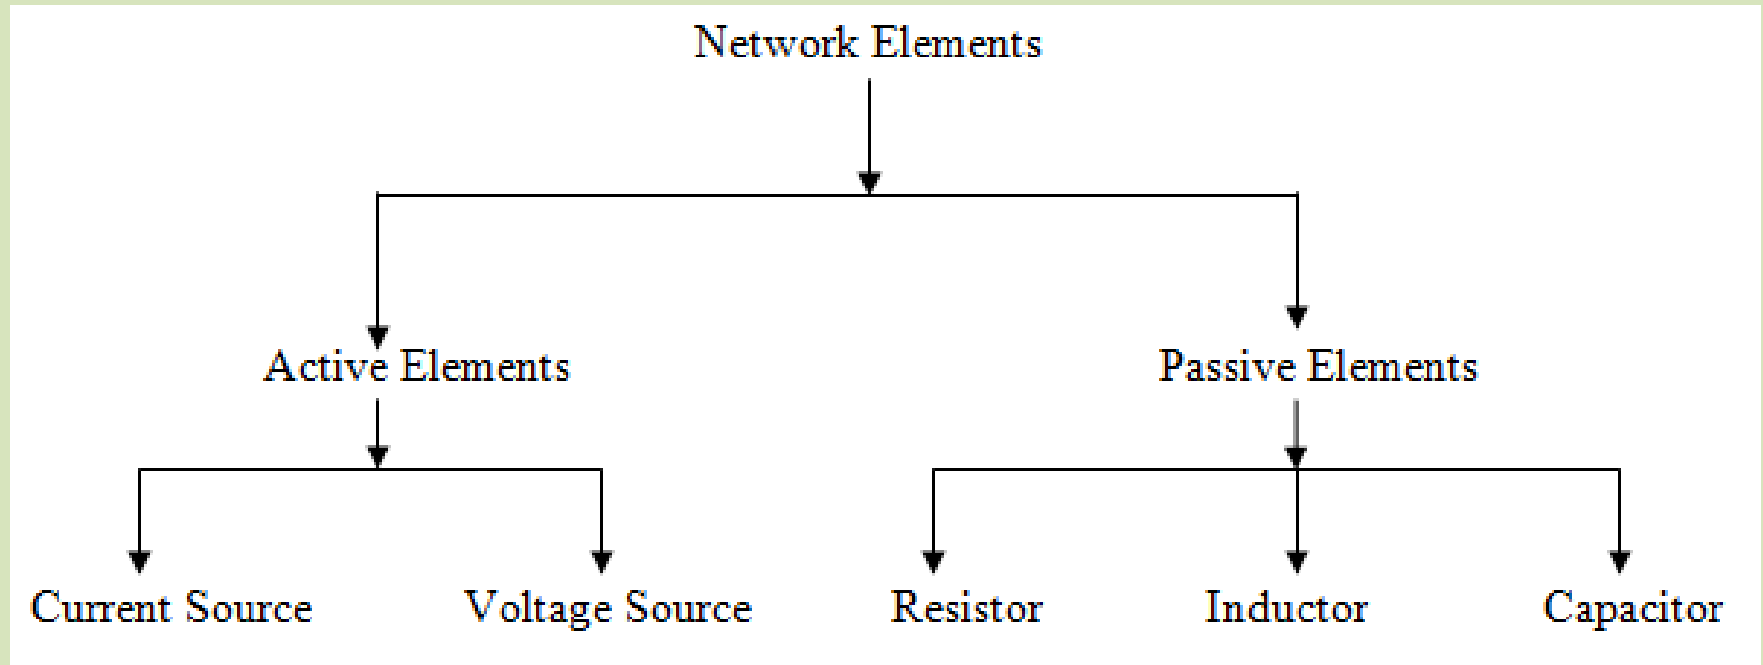 Network Elements
Active Elements
Passive Elements
Current Source
Voltage Source
Resistor
Inductor
Capacitor